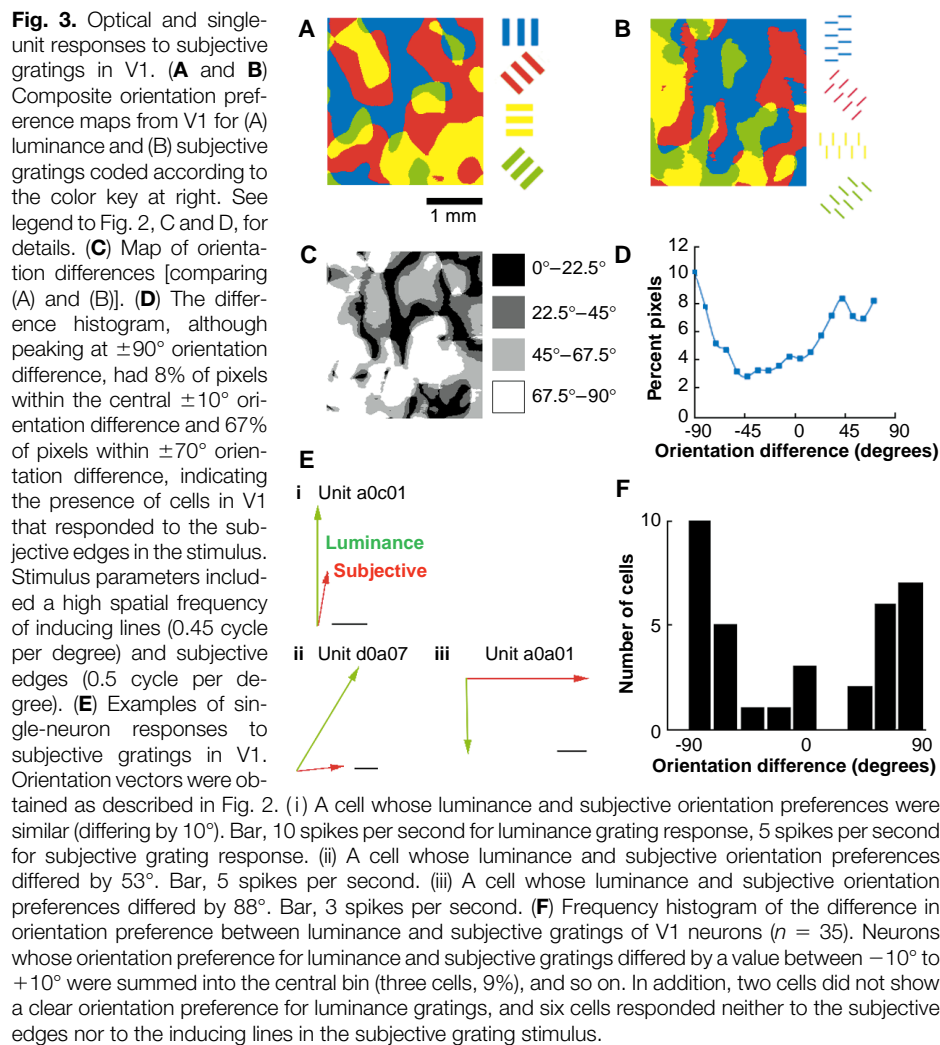 Fig. 3. Optical and single-
unit responses to subjective
gratings in V1. (A and B)
Composite orientation pref-
erence maps from V1 for (A)
luminance and (B) subjective
gratings coded according to
the color key at right. See
legend to Fig. 2, C and D, for
details. (C) Map of orienta-
tion differences [comparing
(A) and (B)]. (D) The differ-
ence histogram, although
peaking at ±90° orientation
difference, had 8% of pixels
within the central ±10° ori-
entation difference and 67%
of pixels within ±70° orien-
tation difference, indicating
the presence of cells in V1
that responded to the sub-
jective edges in the stimulus.
Stimulus parameters includ-
ed a high spatial frequency
of inducing lines (0.45 cycle
per degree) and subjective
edges (0.5 cycle per de-
gree). (E) Examples of sin-
gle-neuron responses to
subjective gratings in V1.
Orientation vectors were ob-
tained as described in Fig. 2. (i) A cell whose luminance and subjective orientation preferences were
similar (differing by 10°). Bar, 10 spikes per second for luminance grating response, 5 spikes per second
for subjective grating response. (ii) A cell whose luminance and subjective orientation preferences
differed by 53°. Bar, 5 spikes per second. (iii) A cell whose luminance and subjective orientation
preferences differed by 88°. Bar, 3 spikes per second. (F) Frequency histogram of the difference in
orientation preference between luminance and subjective gratings of V1 neurons (n = 35). Neurons
whose orientation preference for luminance and subjective gratings differed by a value between −10° to
+10° were summed into the central bin (three cells, 9%), and so on. In addition, two cells did not show
a clear orientation preference for luminance gratings, and six cells responded neither to the subjective
edges nor to the inducing lines in the subjective grating stimulus.
A
1 mm
B
C
0°–22.5°
22.5°–45°
45°–67.5°
67.5°–90°
D
Percent pixels
12
10
8
6
4
2
0
-90 -45 0 45 90
Orientation difference (degrees)
E
i Unit a0c01
Luminance
Subjective
ii Unit d0a07
iii Unit a0a01
F
Number of cells
10
5
0
-90 0 90
Orientation difference (degrees)